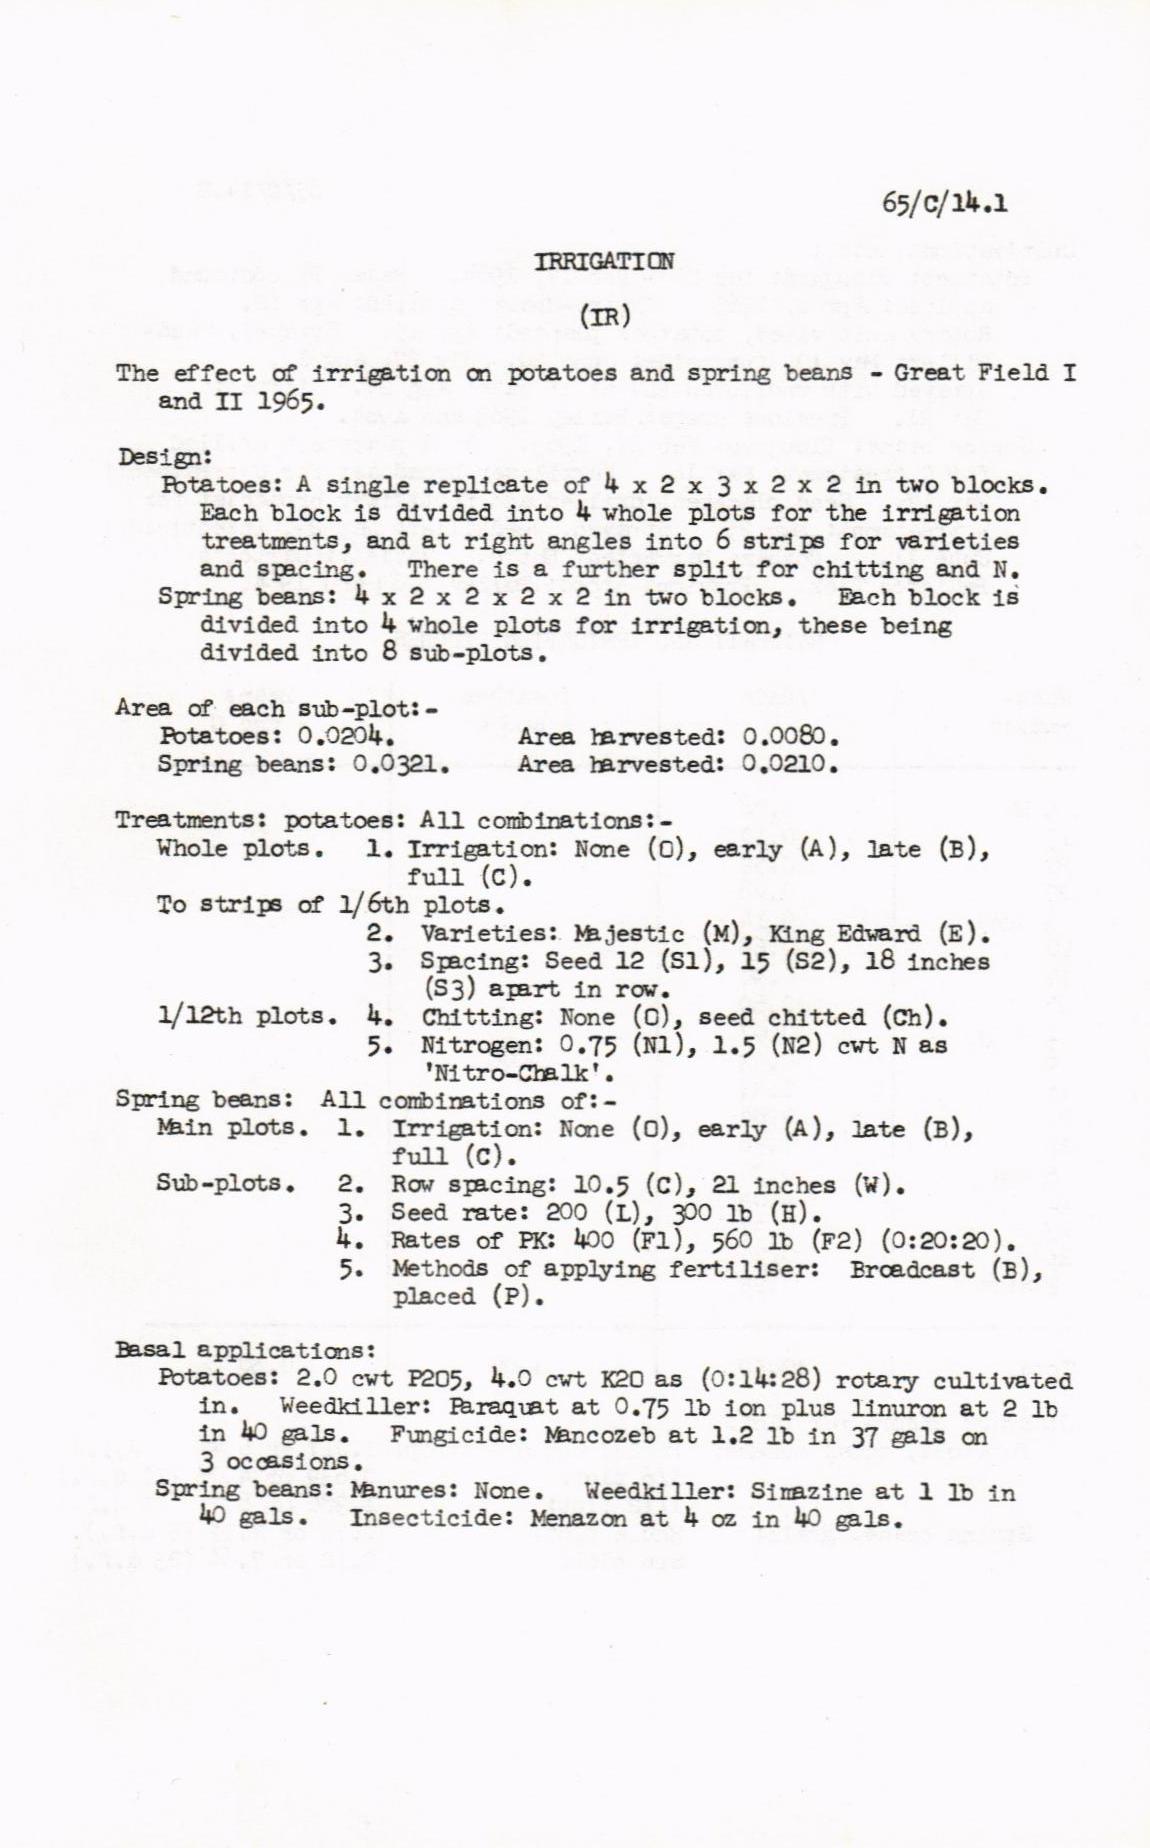 65/C/14.1
IRRIGATION
(IR)
The effect of irrigation on potatoes and spring beans - Great Field I
and II 1965.
Design:
Potatoes: A single replicate of 4 x 2 x 3 x 2 x 2 in two blocks.
Each block is divided into 4 whole plots for the irrigation
treatments, and at right angles into 6 strips for varieties
and spacing. There is a further split for chitting and N.
Spring beans: 4 x 2 x 2 x 2 x 2 in two blocks. Each block is
divided into 4 whole plots for irrigation, these being
divided into 8 sub-plots.
Area of each sub-plot:-
Potatoes: 0.0204. Area harvested: 0.0080.
Spring beans: 0.0321. Area harvested: 0.0210.
Treatments: potatoes: All combinations:-
Whole plots. 1. Irrigation: None (O), early (A), late (B),
full (C).
To strips of 1/6th plots.
2. Varieties: Majestic (M), King Edward (E).
3. Spacing: Seed 12 (S1), 15 (S2), 18 inches
(S3) apart in row.
1/12th plots. 4. Chitting: None (O), seed chitted (Ch).
5. Nitrogen: 0.75 (N1), 1.5 (N2) cwt N as
'Nitro-Chalk'.
Spring beans: All combinations of:-
Main plots. 1. Irrigation: None (O), early (A), late (B),
full (C).
Sub-plots. 2. Row spacing: 10.5 (C), 21 inches (W).
3. Seed rate: 200 (L), 300 lb (H).
4. Rates of PK: 400 (F1), 560 lb (F2) (0:20:20).
5. Methods of applying fertiliser: Broadcast (B),
placed (P).
Basal applications:
Potatoes: 2.0 cwt P2O5, 4.0 cwt K2O as (0:14:28) rotary cultivated
in. Weedkiller: Paraquat at 0.75 lb ion plus linuron at 2 lb
in 40 gals. Fungicide: Mancozeb at 1.2 lb in 37 gals on
3 occasions.
Spring beans: Manures: None. Weedkiller: Simazine at 1 lb in
40 gals. Insecticide: Menazon at 4 oz in 40 gals.